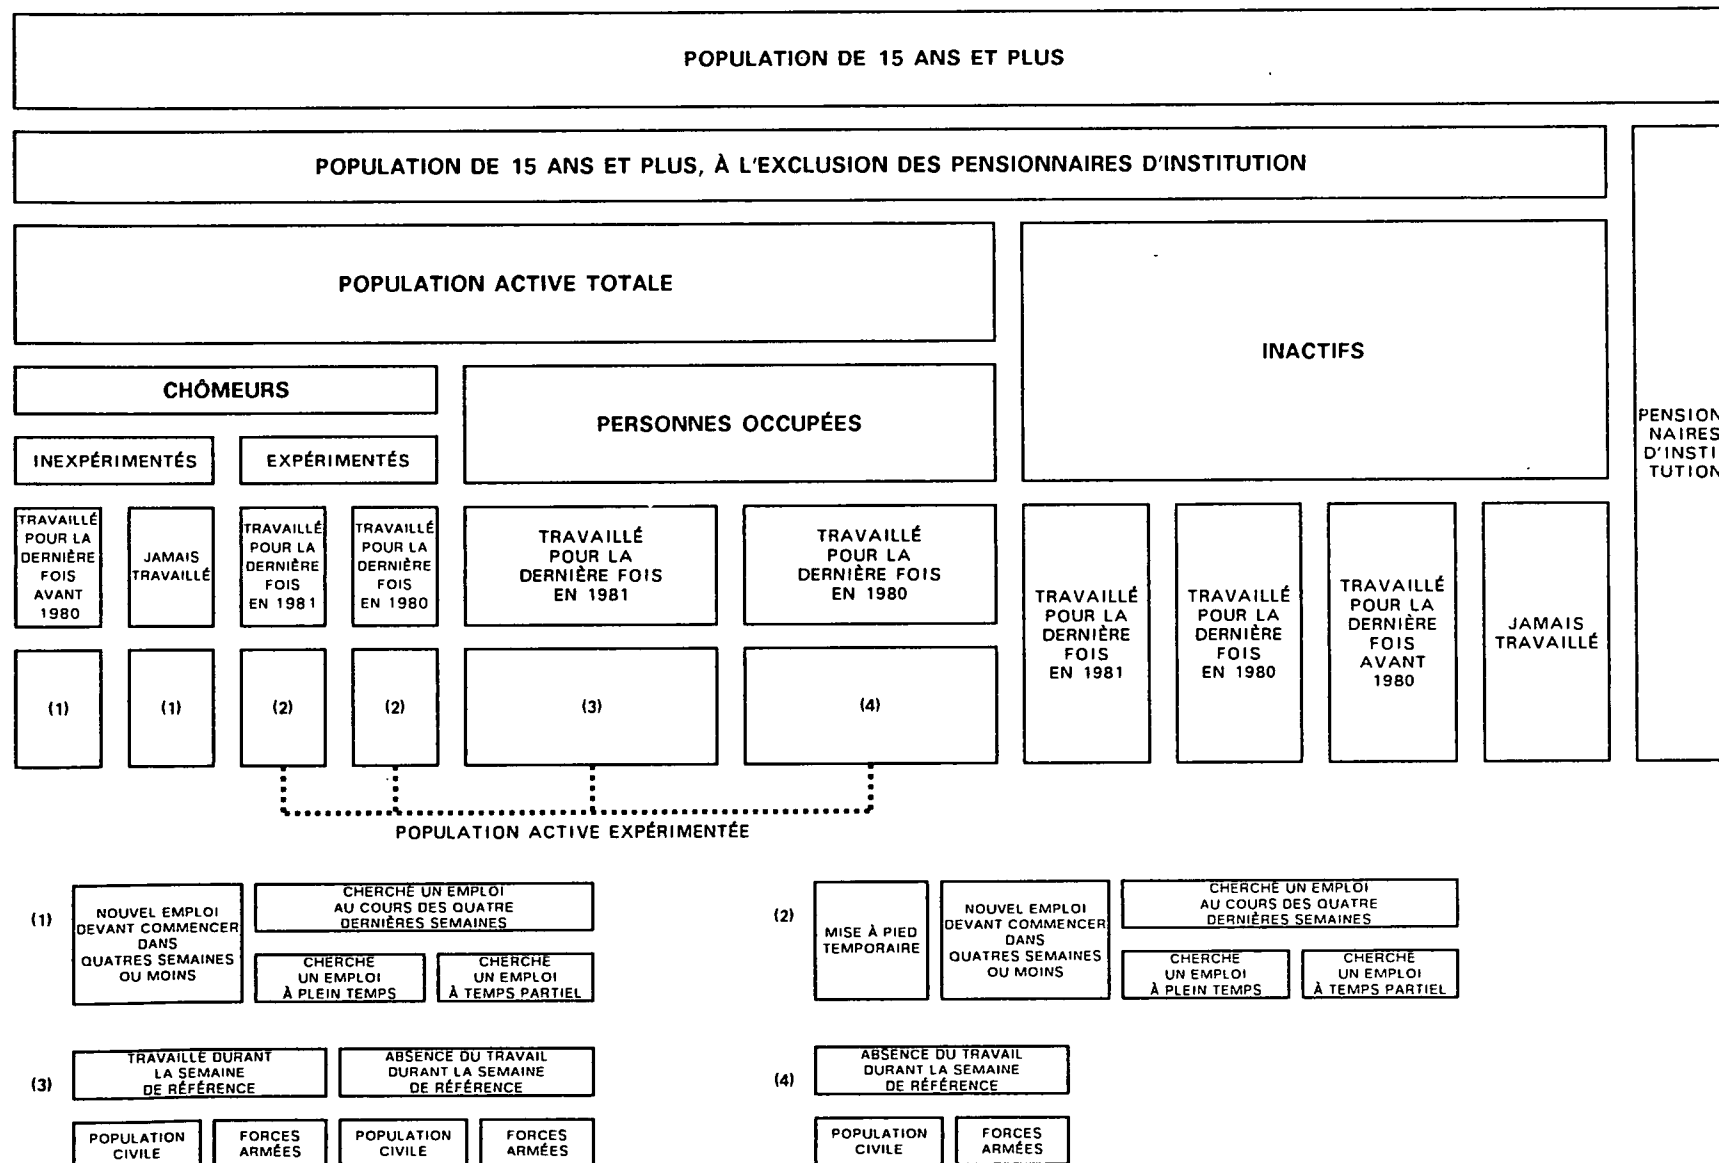 POPULATION DE 15 ANS ET PLUS
POPULATION DE 15 ANS ET PLUS, À L'EXCLUSION DES PENSIONNAIRES D'INSTITUTION
POPULATION ACTIVE TOTALE
INACTIFS
PENSION
NAIRES
D'INSTI
TUTION
CHÔMEURS
PERSONNES OCCUPÉES
INEXPÉRIMENTÉS
EXPÉRIMENTÉS
TRAVAILLÉ
POUR LA
DERNIÈRE
FOIS
AVANT
1980
JAMAIS
TRAVAILLÉ
TRAVAILLÉ
POUR LA
DERNIÈRE
FOIS
EN 1981
TRAVAILLÉ
POUR LA
DERNIÈRE
FOIS
EN 1980
TRAVAILLÉ
POUR LA
DERNIÈRE FOIS
EN 1981
TRAVAILLÉ
POUR LA
DERNIÈRE FOIS
EN 1980
TRAVAILLÉ
POUR LA
DERNIÈRE
FOIS
EN 1981
TRAVAILLÉ
POUR LA
DERNIÈRE
FOIS
EN 1980
TRAVAILLÉ
POUR LA
DERNIÈRE
FOIS
AVANT
1980
JAMAIS
TRAVAILLÉ
(1)
(1)
(2)
(2)
(3)
(4)
POPULATION ACTIVE EXPÉRIMENTÉE
(1)
NOUVEL EMPLOI
DEVANT COMMENCER
DANS
QUATRES SEMAINES
OU MOINS
CHERCHÉ UN EMPLOI
AU COURS DES QUATRE
DERNIÈRES SEMAINES
CHERCHÉ
UN EMPLOI
À PLEIN TEMPS
CHERCHÉ
UN EMPLOI
À TEMPS PARTIEL
(2)
MISE À PIED
TEMPORAIRE
NOUVEL EMPLOI
DEVANT COMMENCER
DANS
QUATRES SEMAINES
OU MOINS
CHERCHÉ UN EMPLOI
AU COURS DES QUATRE
DERNIÈRES SEMAINES
CHERCHÉ
UN EMPLOI
À PLEIN TEMPS
CHERCHÉ
UN EMPLOI
À TEMPS PARTIEL
(3)
TRAVAILLÉ DURANT
LA SEMAINE
DE RÉFÉRENCE
ABSENCE DU TRAVAIL
DURANT LA SEMAINE
DE RÉFÉRENCE
POPULATION
CIVILE
FORCES
ARMÉES
POPULATION
CIVILE
FORCES
ARMÉES
(4)
ABSENCE DU TRAVAIL
DURANT LA SEMAINE
DE RÉFÉRENCE
POPULATION
CIVILE
FORCES
ARMÉES